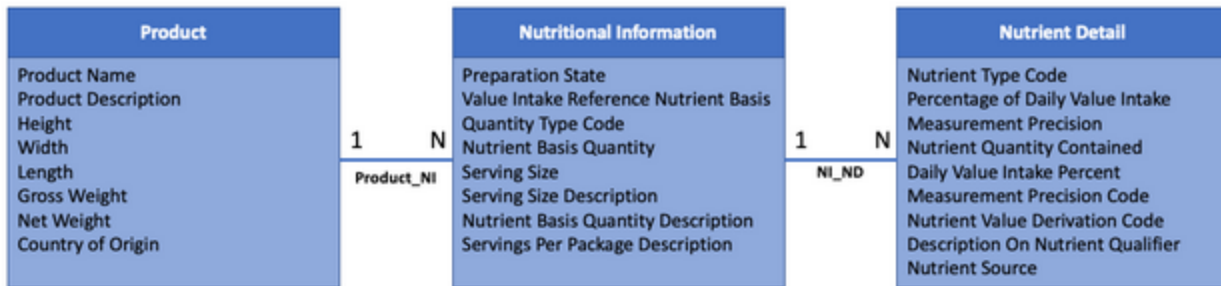 Product
Product Name
Product Description
Height
Width
Length
Gross Weight
Net Weight
Country of Origin
1 N
Product_NI
Nutritional Information
Preparation State
Value Intake Reference Nutrient Basis
Quantity Type Code
Nutrient Basis Quantity
Serving Size
Serving Size Description
Nutrient Basis Quantity Description
Servings Per Package Description
1 N
NI_ND
Nutrient Detail
Nutrient Type Code
Percentage of Daily Value Intake
Measurement Precision
Nutrient Quantity Contained
Daily Value Intake Percent
Measurement Precision Code
Nutrient Value Derivation Code
Description On Nutrient Qualifier
Nutrient Source